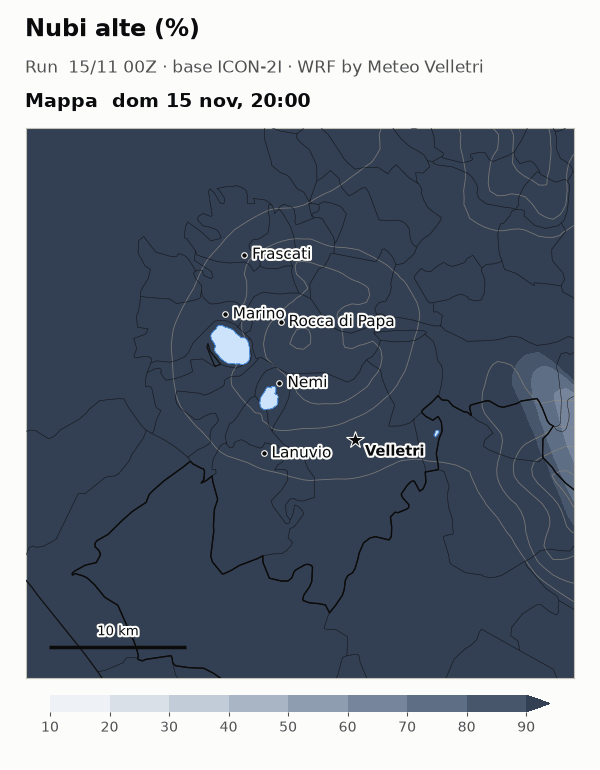 Nubi alte (%)
Run  15/11 00Z · base ICON-2I · WRF by Meteo Velletri
Mappa  dom 15 nov, 20:00
Frascati
Marino
Rocca di Papa
Nemi
Velletri
Lanuvio
10 km
10 20 30 40 50 60 70 80 90